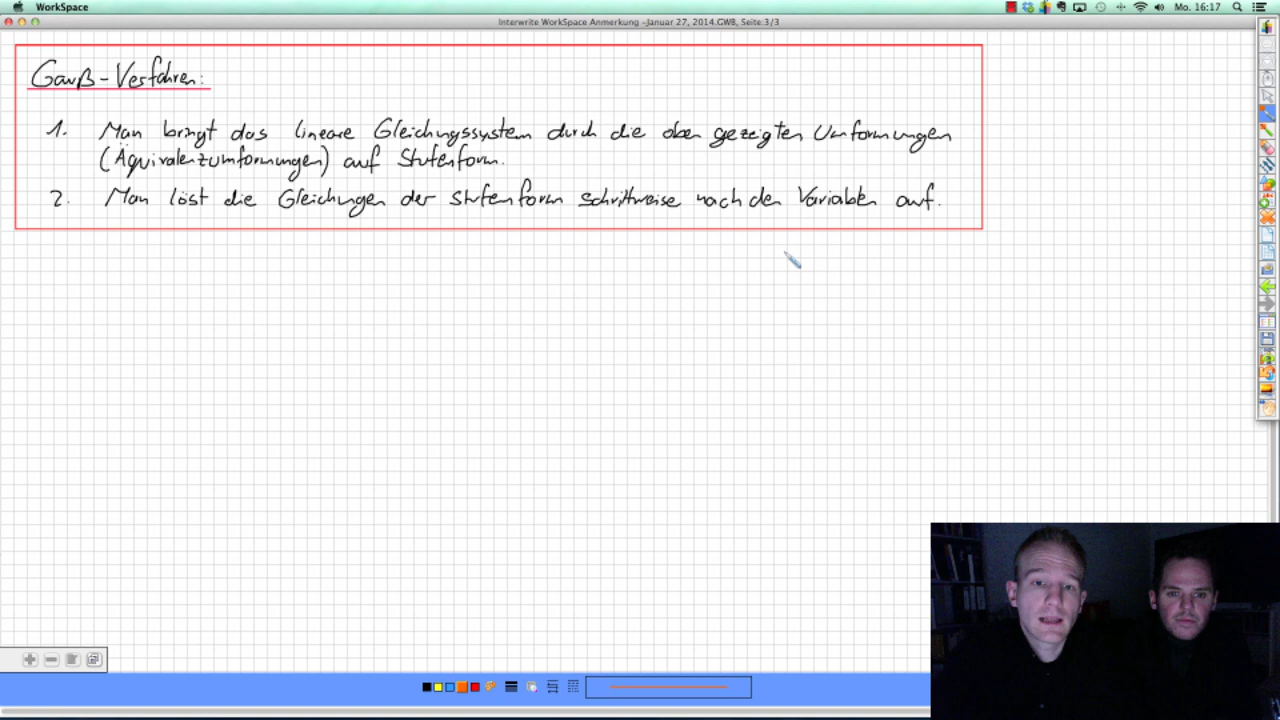 WorkSpace
Mo. 16:17
Interwrite WorkSpace Anmerkung -Januar 27, 2014.GWB, Seite:3/3
Gauß-Verfahren:
1. Man bringt das lineare Gleichungssystem durch die oben gezeigten Umformungen
(Äquivalenzumformungen) auf Stufenform.
2. Man löst die Gleichungen der Stufenform schrittweise nach den Variablen auf.